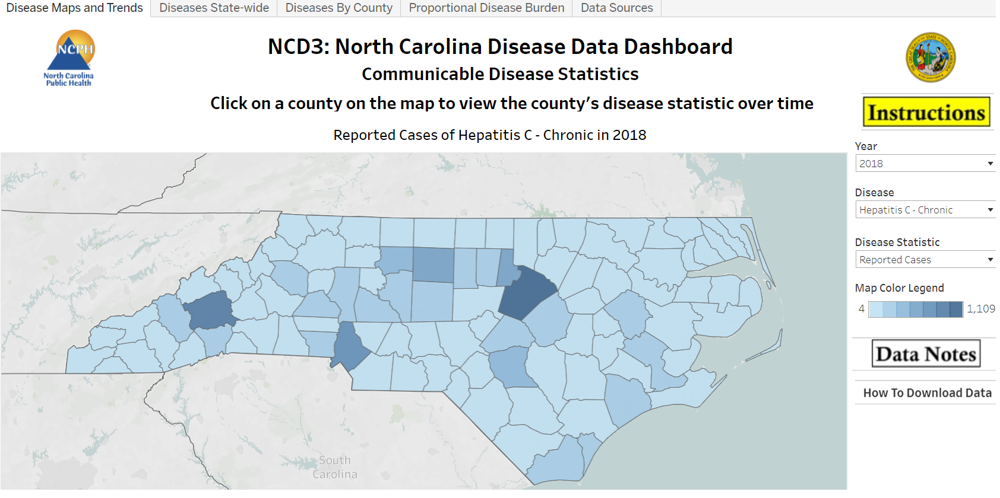 Disease Maps and Trends
Diseases State-wide
Diseases By County
Proportional Disease Burden
Data Sources
NCPH
North Carolina
Public Health
NCD3: North Carolina Disease Data Dashboard
Communicable Disease Statistics
Click on a county on the map to view the county’s disease statistic over time
Reported Cases of Hepatitis C - Chronic in 2018
Instructions
Year
2018
Disease
Hepatitis C - Chronic
Disease Statistic
Reported Cases
Map Color Legend
4
1,109
Data Notes
How To Download Data
South
Carolina